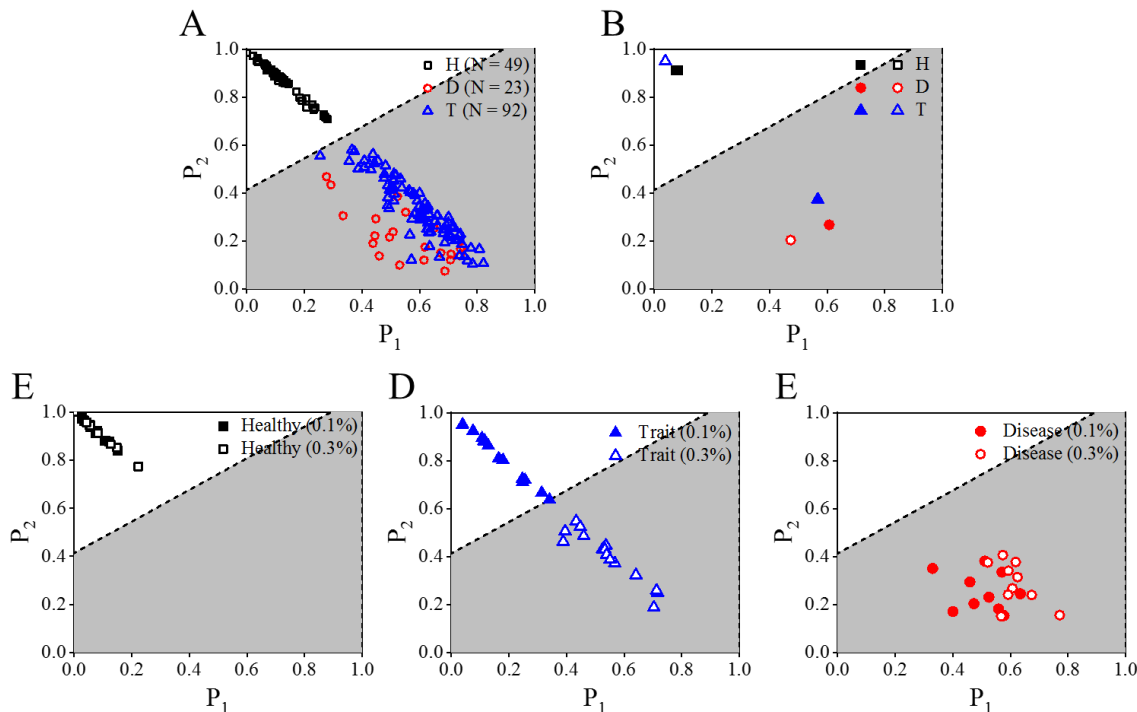 A
B
1.0
0.8
0.6
0.4
0.2
0.0
P2
H (N = 49)
D (N = 23)
T (N = 92)
0.0 0.2 0.4 0.6 0.8 1.0
P1
1.0
0.8
0.6
0.4
0.2
0.0
P2
H
D
T
0.0 0.2 0.4 0.6 0.8 1.0
P1
E
D
E
1.0
0.8
0.6
0.4
0.2
0.0
P2
Healthy (0.1%)
Healthy (0.3%)
0.0 0.2 0.4 0.6 0.8 1.0
P1
1.0
0.8
0.6
0.4
0.2
0.0
P2
Trait (0.1%)
Trait (0.3%)
0.0 0.2 0.4 0.6 0.8 1.0
P1
1.0
0.8
0.6
0.4
0.2
0.0
P2
Disease (0.1%)
Disease (0.3%)
0.0 0.2 0.4 0.6 0.8 1.0
P1